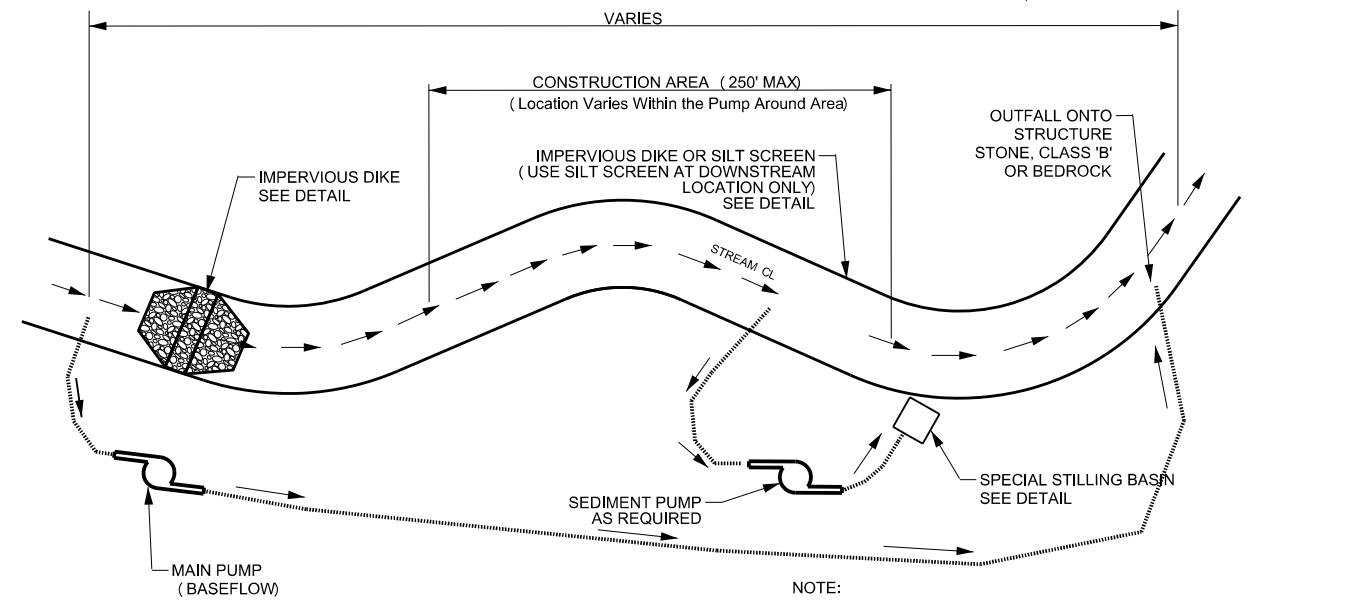 VARIES
CONSTRUCTION AREA ( 250' MAX)
( Location Varies Within the Pump Around Area)
OUTFALL ONTO
STRUCTURE
STONE, CLASS 'B'
OR BEDROCK
IMPERVIOUS DIKE OR SILT SCREEN
( USE SILT SCREEN AT DOWNSTREAM
LOCATION ONLY)
SEE DETAIL
IMPERVIOUS DIKE
SEE DETAIL
STREAM CL
SPECIAL STILLING BASIN
SEE DETAIL
SEDIMENT PUMP
AS REQUIRED
MAIN PUMP
( BASEFLOW)
NOTE: